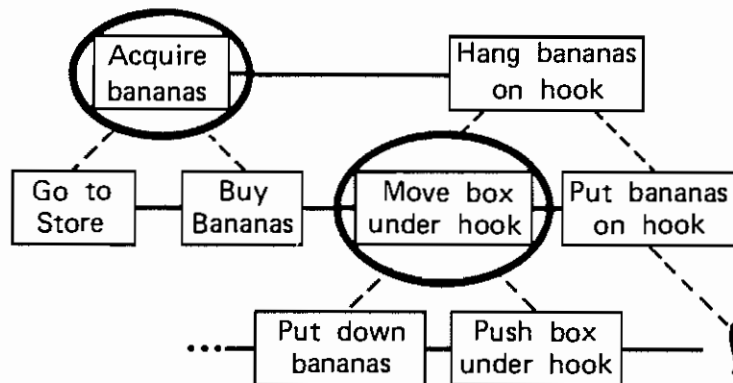 Acquire
bananas
Hang bananas
on hook
Go to
Store
Buy
Bananas
Move box
under hook
Put bananas
on hook
Put down
bananas
Push box
under hook